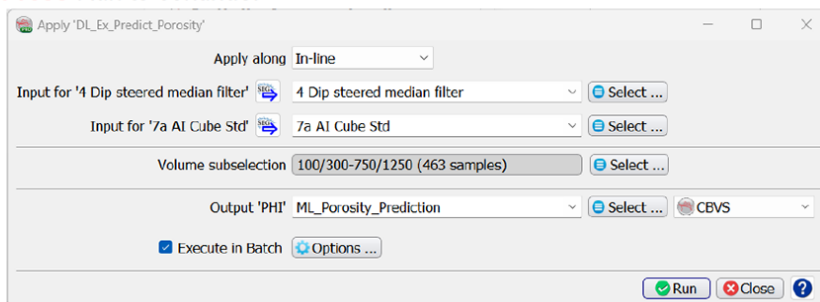 Apply 'DL_Ex_Predict_Porosity'
Apply along In-line
Input for '4 Dip steered median filter' 4 Dip steered median filter Select ...
Input for '7a AI Cube Std' 7a AI Cube Std Select ...
Volume subselection 100/300-750/1250 (463 samples) Select ...
Output 'PHI' ML_Porosity_Prediction Select ... CBVS
Execute in Batch Options ...
Run Close ?